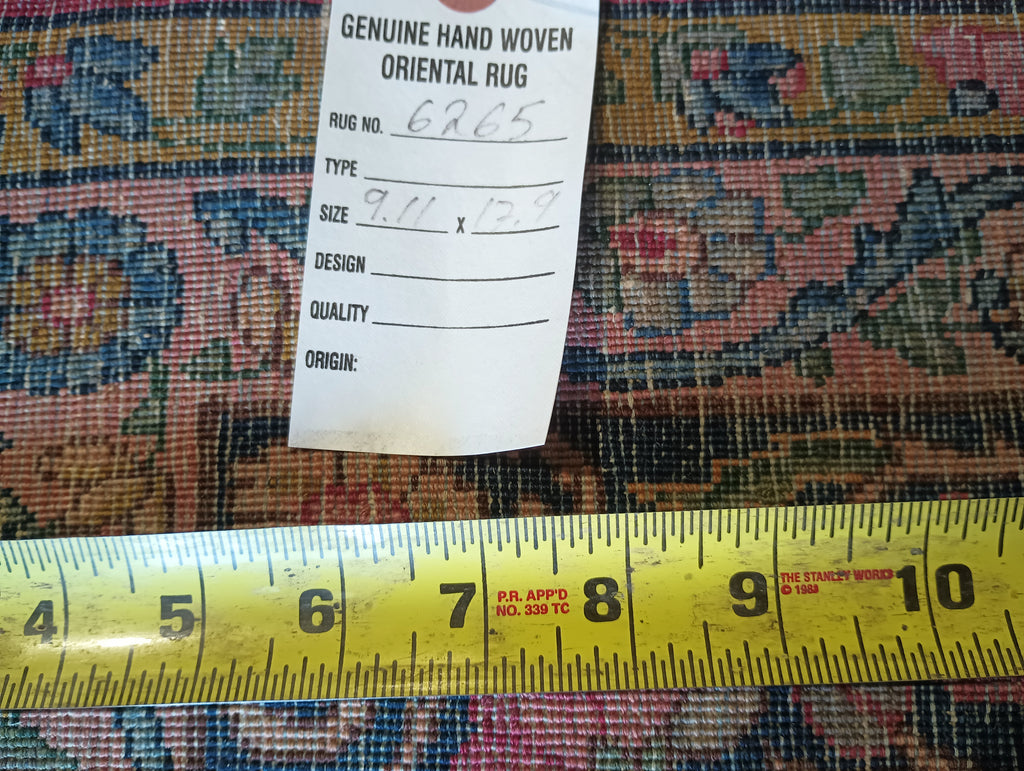 GENUINE HAND WOVEN
ORIENTAL RUG
RUG NO. 6265
TYPE
SIZE 9.11 x 12.9
DESIGN
QUALITY
ORIGIN:
4 5 6 7 P.R. APP'D 8 9 THE STANLEY WORKS 10
NO. 339 TC © 1989